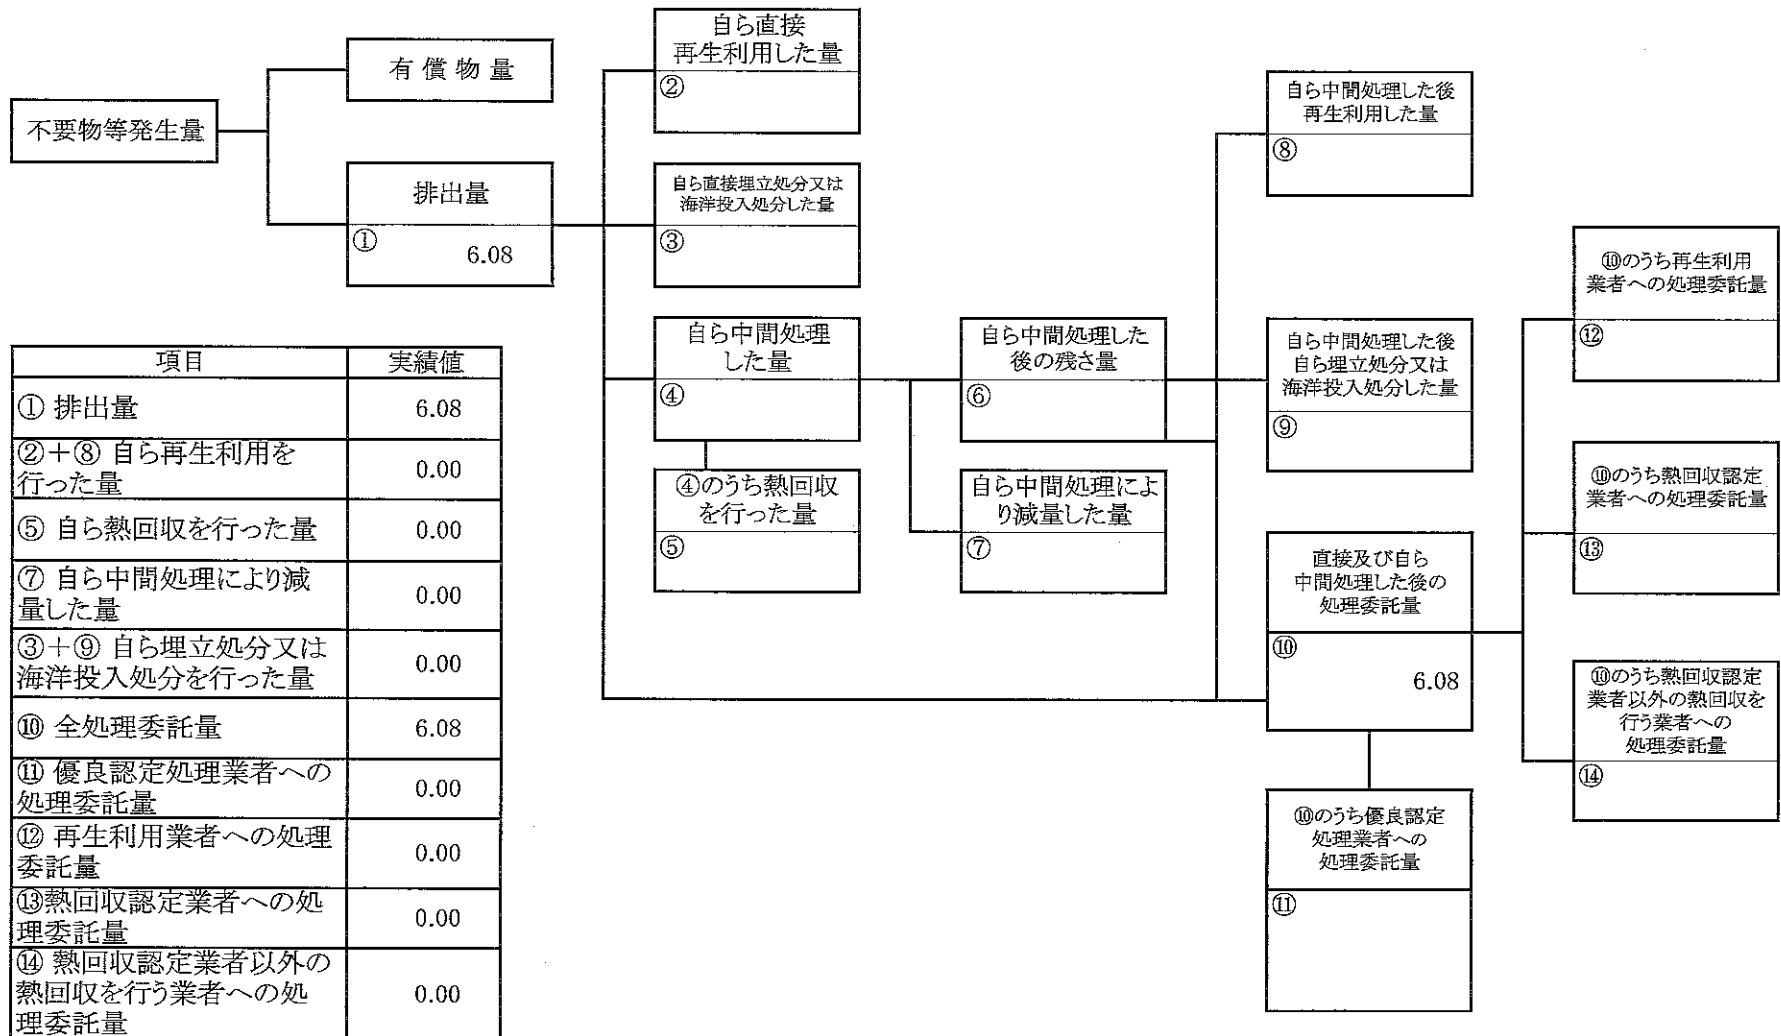 不要物等発生量
有償物量
排出量
①
6.08
自ら直接
再生利用した量
②
自ら直接埋立処分又は
海洋投入処分した量
③
自ら中間処理
した量
④
④のうち熱回収
を行った量
⑤
自ら中間処理した
後の残さ量
⑥
自ら中間処理によ
り減量した量
⑦
自ら中間処理した後
再生利用した量
⑧
自ら中間処理した後
自ら埋立処分又は
海洋投入処分した量
⑨
直接及び自ら
中間処理した後の
処理委託量
⑩
6.08
⑩のうち優良認定
処理業者への
処理委託量
⑪
⑩のうち再生利用
業者への処理委託量
⑫
⑩のうち熱回収認定
業者への処理委託量
⑬
⑩のうち熱回収認定
業者以外の熱回収を
行う業者への
処理委託量
⑭
項目 実績値
① 排出量 6.08
②+⑧ 自ら再生利用を
行った量 0.00
⑤ 自ら熱回収を行った量 0.00
⑦ 自ら中間処理により減
量した量 0.00
③+⑨ 自ら埋立処分又は
海洋投入処分を行った量 0.00
⑩ 全処理委託量 6.08
⑪ 優良認定処理業者への
処理委託量 0.00
⑫ 再生利用業者への処理
委託量 0.00
⑬熱回収認定業者への処
理委託量 0.00
⑭ 熱回収認定業者以外の
熱回収を行う業者への処
理委託量 0.00